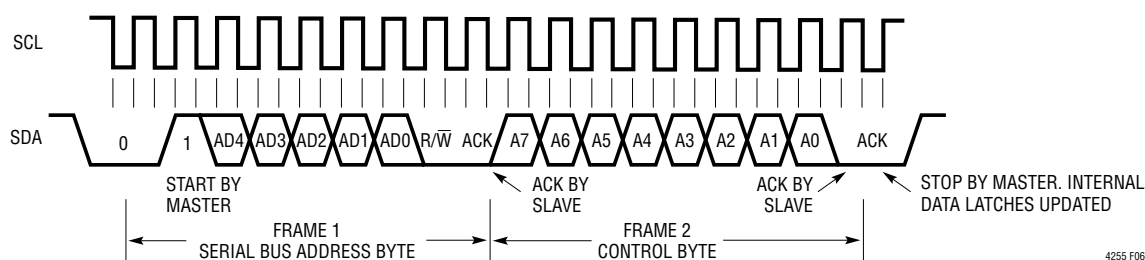 SCL
SDA
0 1 AD4 AD3 AD2 AD1 AD0 R/W̅ ACK A7 A6 A5 A4 A3 A2 A1 A0 ACK
START BY
MASTER
ACK BY
SLAVE
ACK BY
SLAVE
STOP BY MASTER. INTERNAL
DATA LATCHES UPDATED
FRAME 1
SERIAL BUS ADDRESS BYTE
FRAME 2
CONTROL BYTE
4255 F06